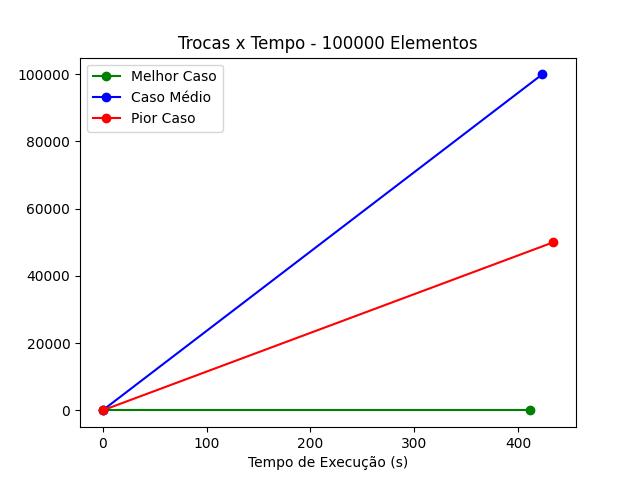 Trocas x Tempo - 100000 Elementos
Melhor Caso
Caso Médio
Pior Caso
100000
80000
60000
40000
20000
0
0 100 200 300 400
Tempo de Execução (s)